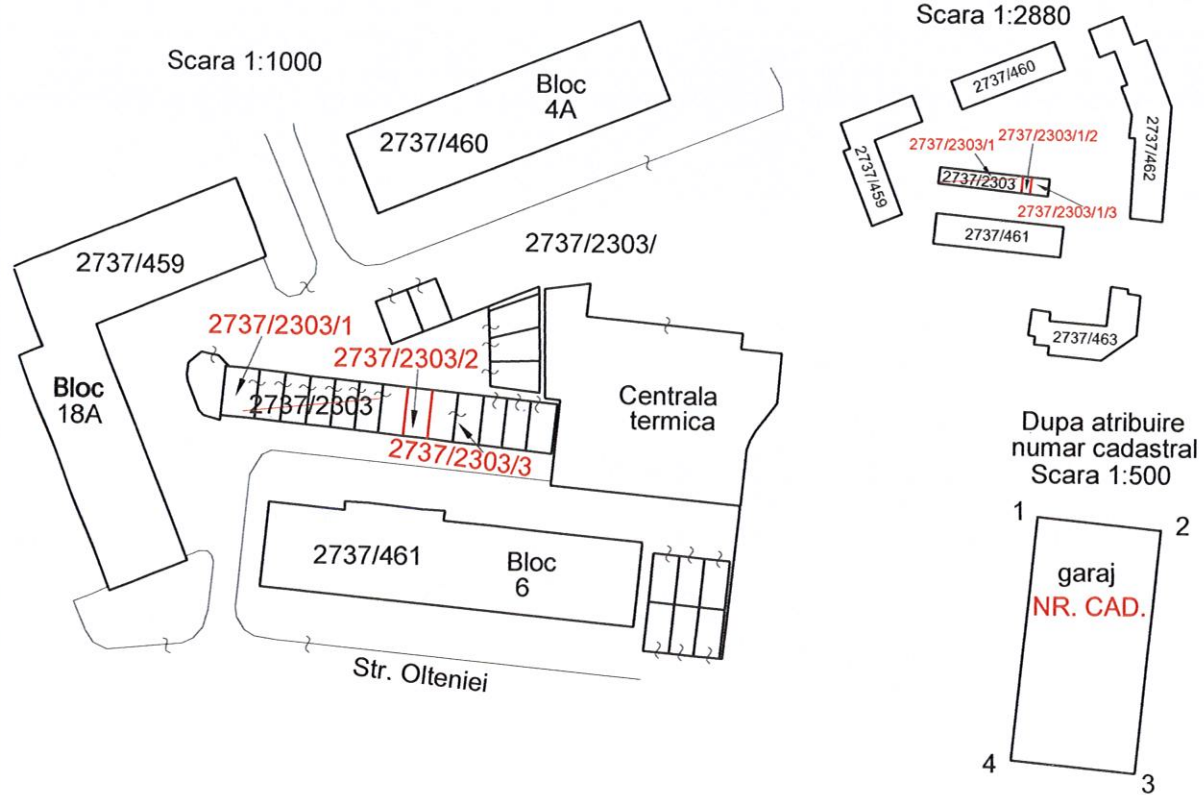 Scara 1:1000
Bloc
4A
2737/460
2737/459
2737/2303/
2737/2303/1
2737/2303/2
2737/2303
2737/2303/3
Bloc
18A
Centrala
termica
2737/461
Bloc
6
Str. Olteniei
Scara 1:2880
2737/460
2737/459
2737/462
2737/2303/1
2737/2303/1/2
2737/2303
2737/2303/1/3
2737/461
2737/463
Dupa atribuire
numar cadastral
Scara 1:500
1
2
garaj
NR. CAD.
4
3